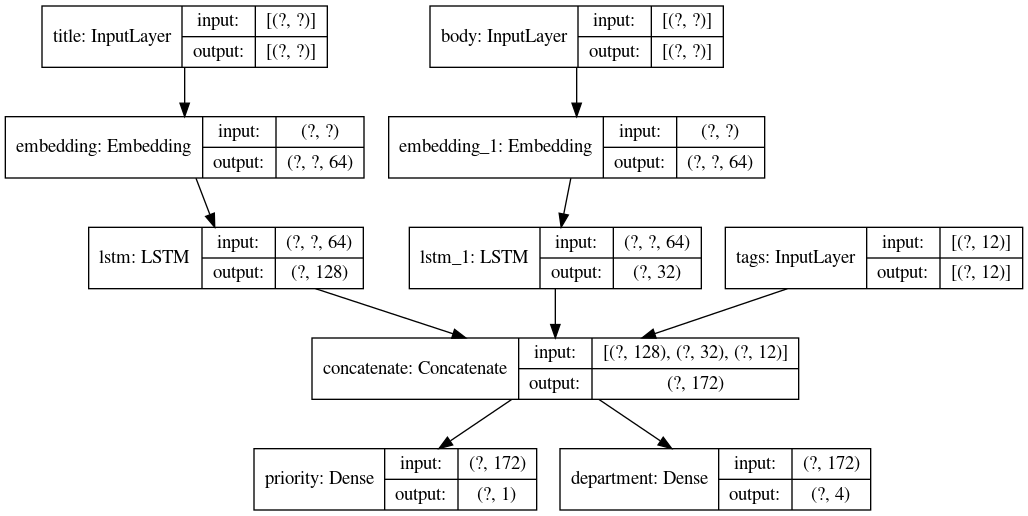 title: InputLayer input: [(?, ?)]
output: [(?, ?)]
body: InputLayer input: [(?, ?)]
output: [(?, ?)]
embedding: Embedding input: (?, ?)
output: (?, ?, 64)
embedding_1: Embedding input: (?, ?)
output: (?, ?, 64)
lstm: LSTM input: (?, ?, 64)
output: (?, 128)
lstm_1: LSTM input: (?, ?, 64)
output: (?, 32)
tags: InputLayer input: [(?, 12)]
output: [(?, 12)]
concatenate: Concatenate input: [(?, 128), (?, 32), (?, 12)]
output: (?, 172)
priority: Dense input: (?, 172)
output: (?, 1)
department: Dense input: (?, 172)
output: (?, 4)